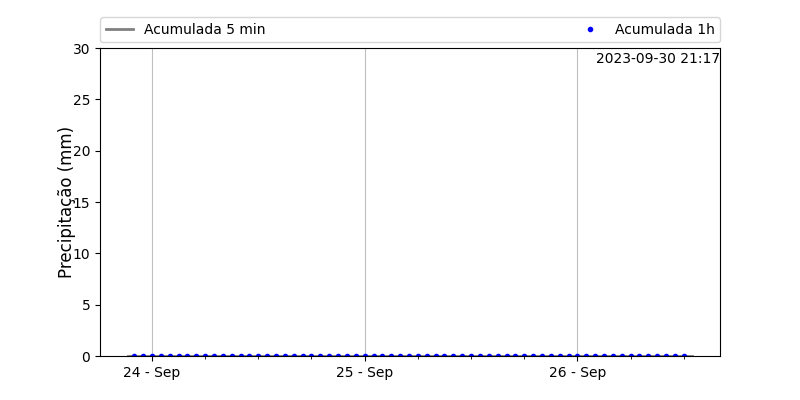 Acumulada 5 min
Acumulada 1h
2023-09-30 21:17
Precipitação (mm)
30
25
20
15
10
5
0
24 - Sep
25 - Sep
26 - Sep